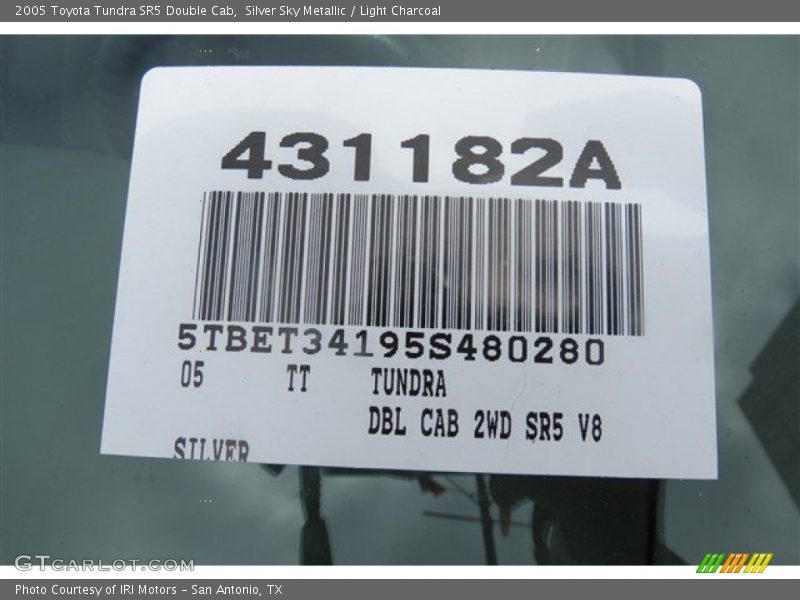 2005 Toyota Tundra SR5 Double Cab,  Silver Sky Metallic / Light Charcoal
431182A
5TBET34195S480280
05 TT TUNDRA
DBL CAB 2WD SR5 V8
SILVER
GTCARLOT.COM
Photo Courtesy of IRI Motors - San Antonio, TX